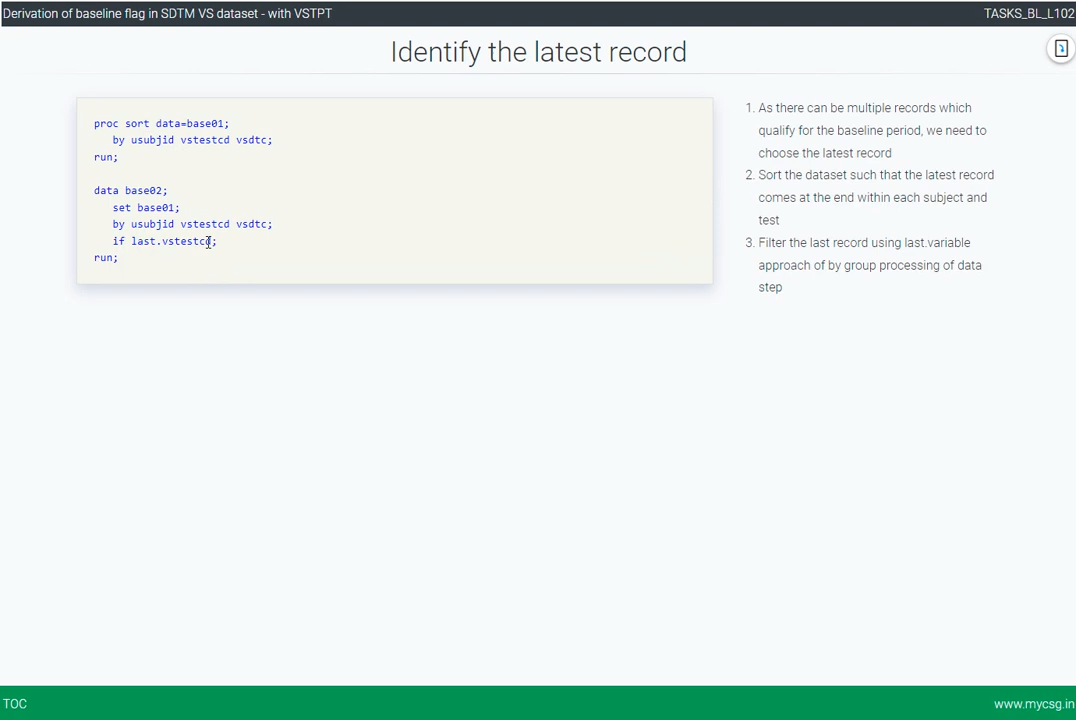 Derivation of baseline flag in SDTM VS dataset - with VSTPT
TASKS_BL_L102
Identify the latest record
proc sort data=base01;
by usubjid vstestcd vsdtc;
run;
data base02;
set base01;
by usubjid vstestcd vsdtc;
if last.vstestcd;
run;
1. As there can be multiple records which
qualify for the baseline period, we need to
choose the latest record
2. Sort the dataset such that the latest record
comes at the end within each subject and
test
3. Filter the last record using last.variable
approach of by group processing of data
step
TOC
www.mycsg.in